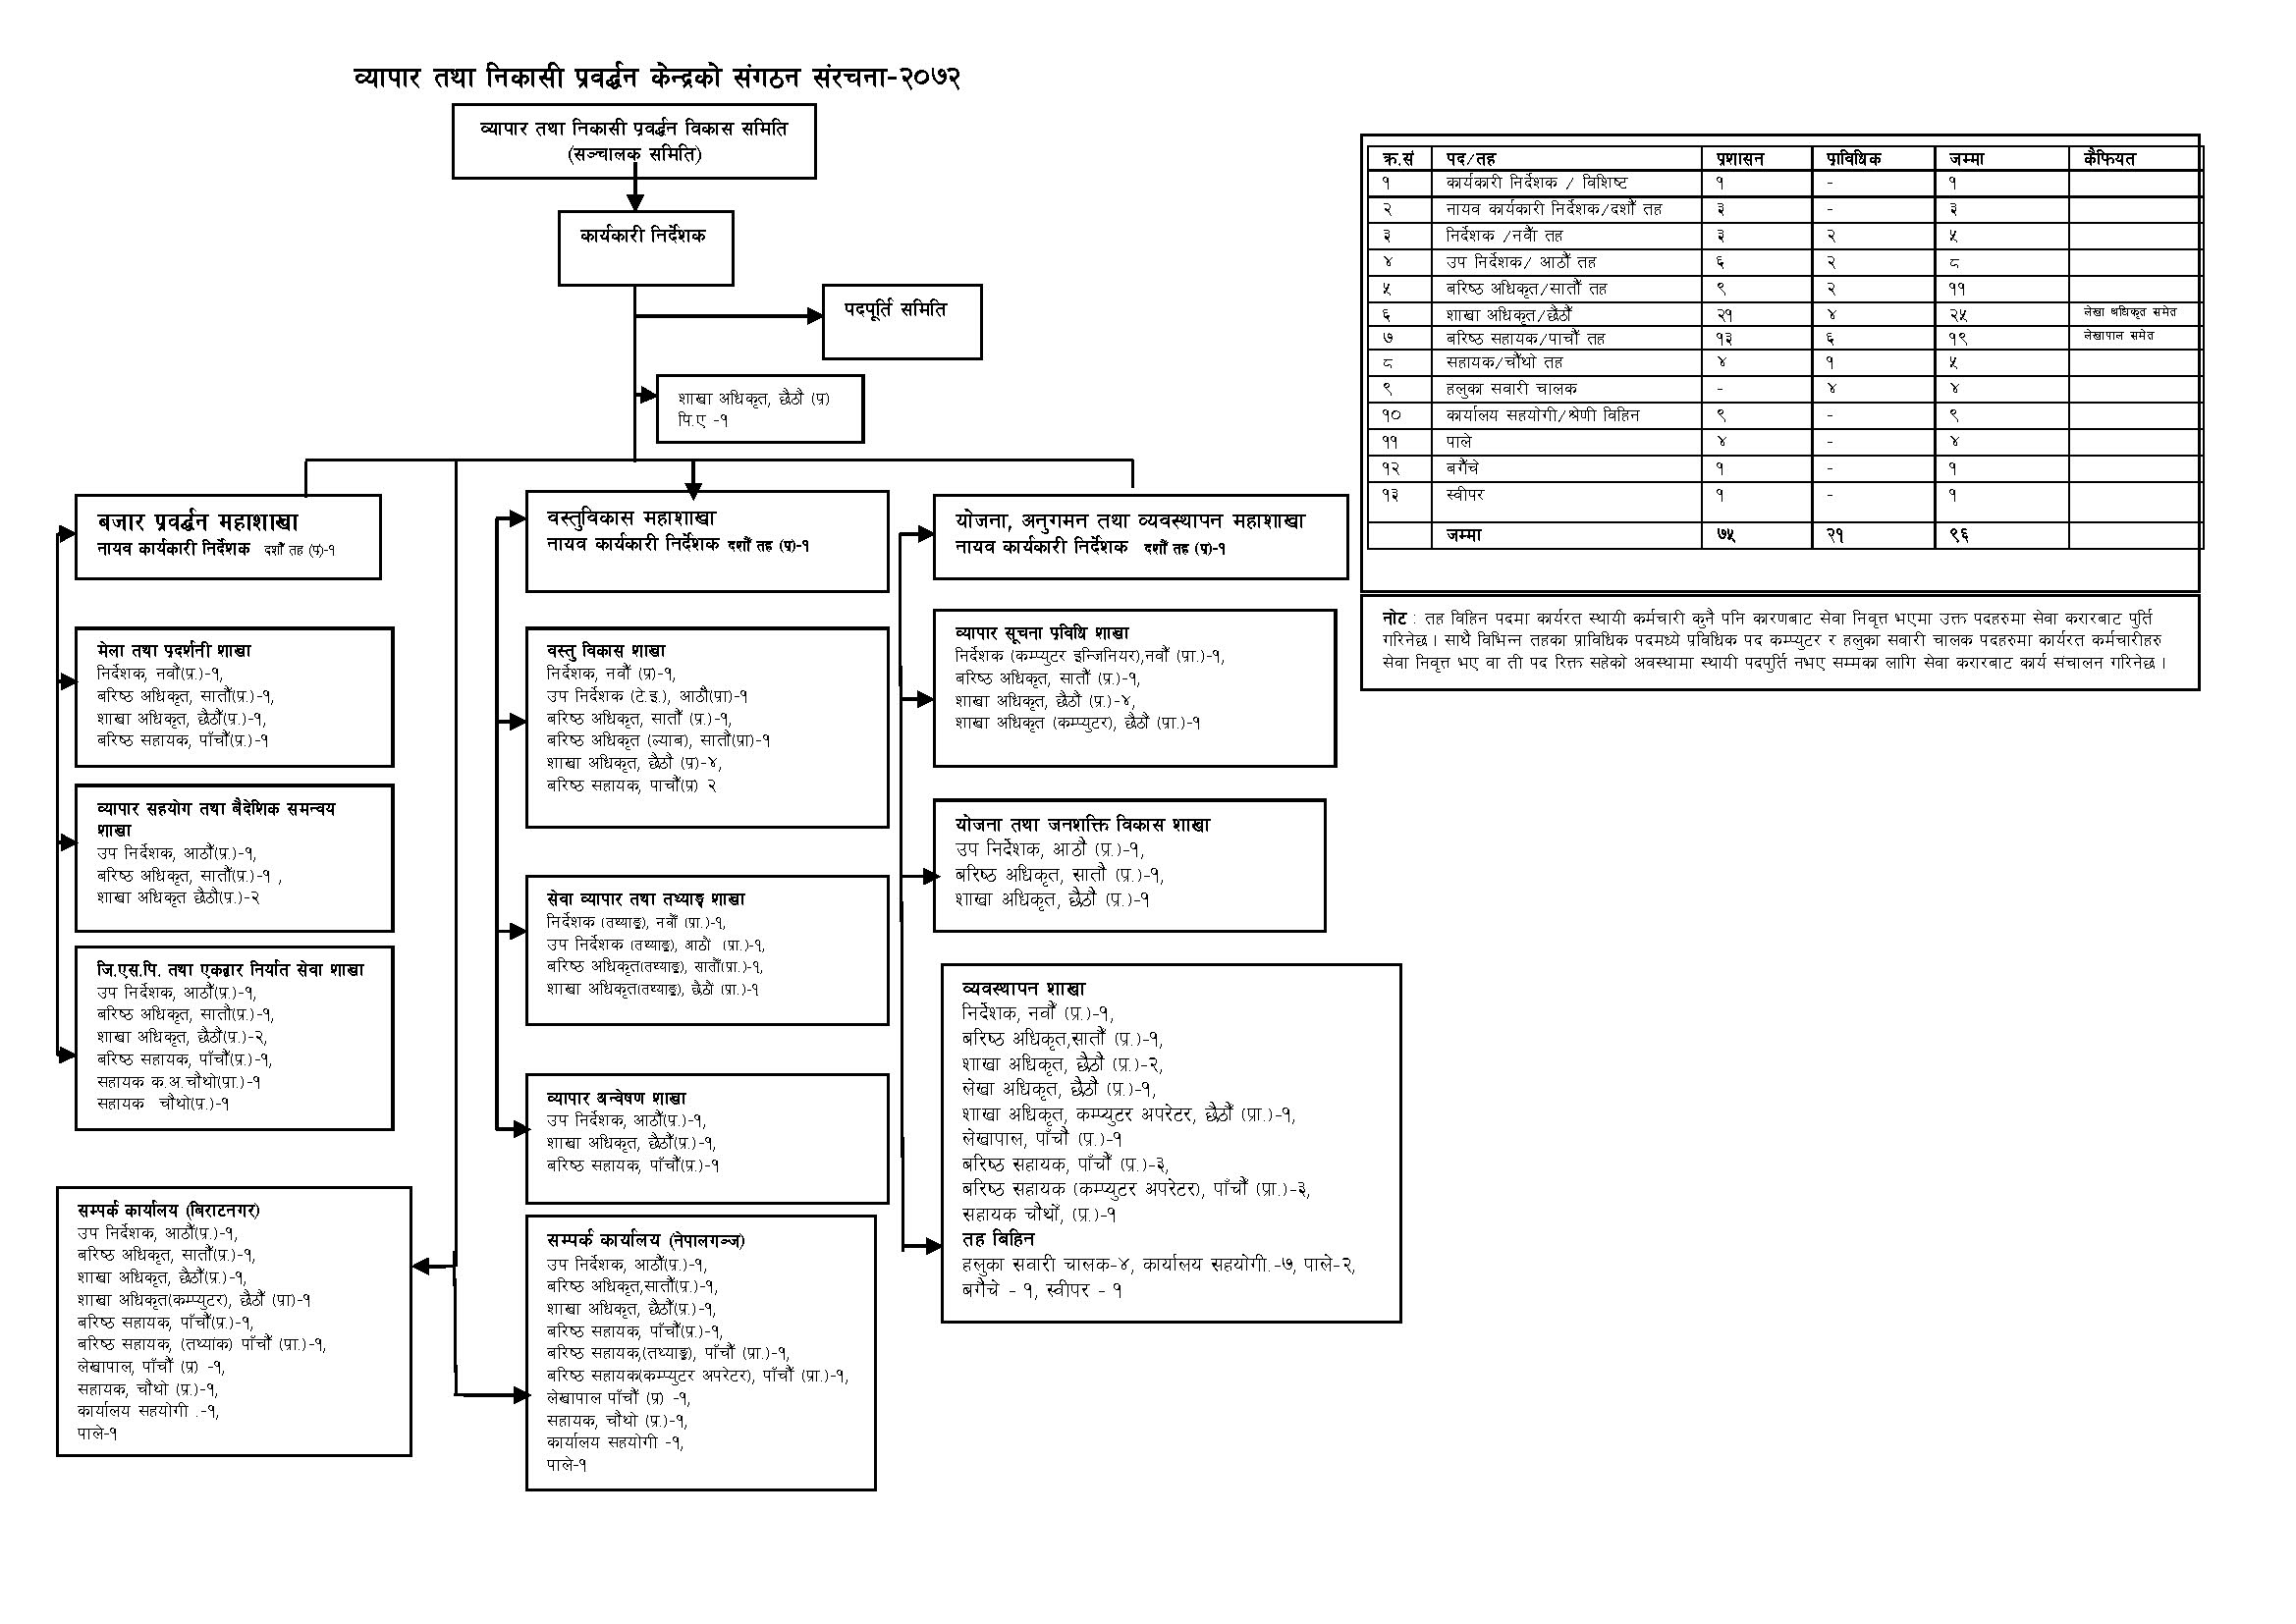 व्यापार तथा निकासी प्रवर्द्धन केन्द्रको संगठन संरचना-२०७२
व्यापार तथा निकासी प्रवर्द्धन विकास समिति
(सञ्चालक समिति)
कार्यकारी निर्देशक
पदपूर्ति समिति
शाखा अधिकृत, छैठौ (प्र)
पि.ए -१
बजार प्रवर्द्धन महाशाखा
नायव कार्यकारी निर्देशक दशौं तह (प्र)-१
मेला तथा प्रदर्शनी शाखा
निर्देशक, नवौं(प्र.)-१,
बरिष्ठ अधिकृत, सातौं(प्र.)-१,
शाखा अधिकृत, छैठौं(प्र.)-१,
बरिष्ठ सहायक, पाँचौं(प्र.)-१
व्यापार सहयोग तथा बैदेशिक समन्वय
शाखा
उप निर्देशक, आठौं(प्र.)-१,
बरिष्ठ अधिकृत, सातौं(प्र.)-१ ,
शाखा अधिकृत छैठौ(प्र.)-२
जि.एस.पि. तथा एकद्वार निर्यात सेवा शाखा
उप निर्देशक, आठौं(प्र.)-१,
बरिष्ठ अधिकृत, सातौ(प्र.)-१,
शाखा अधिकृत, छैठौं(प्र.)-२,
बरिष्ठ सहायक, पाँचौं(प्र.)-१,
सहायक क.अ.चौथो(प्रा.)-१
सहायक चौथो(प्र.)-१
सम्पर्क कार्यालय (बिराटनगर)
उप निर्देशक, आठौं(प्र.)-१,
बरिष्ठ अधिकृत, सातौं(प्र.)-१,
शाखा अधिकृत, छैठौं(प्र.)-१,
शाखा अधिकृत(कम्प्युटर), छैठौं (प्रा)-१
बरिष्ठ सहायक, पाँचौं(प्र.)-१,
बरिष्ठ सहायक, (तथ्यांक) पाँचौं (प्रा.)-१,
लेखापाल, पाँचौं (प्र) -१,
सहायक, चौथो (प्र.)-१,
कार्यालय सहयोगी .-१,
पाले-१
वस्तुविकास महाशाखा
नायव कार्यकारी निर्देशक दशौं तह (प्र)-१
वस्तु विकास शाखा
निर्देशक, नवौं (प्र)-१,
उप निर्देशक (टे.इ.), आठौ(प्रा)-१
बरिष्ठ अधिकृत, सातौं (प्र.)-१,
बरिष्ठ अधिकृत (ल्याब), सातौ(प्रा)-१
शाखा अधिकृत, छैठौ (प्र)-४,
बरिष्ठ सहायक, पाचौं(प्र) २
सेवा व्यापार तथा तथ्याङ्क शाखा
निर्देशक (तथ्याङ्क), नवौं (प्रा.)-१,
उप निर्देशक (तथ्याङ्क), आठौं (प्रा.)-१,
बरिष्ठ अधिकृत(तथ्याङ्क), सातौं(प्रा.)-१,
शाखा अधिकृत(तथ्याङ्क), छैठौं (प्रा.)-१
व्यापार अन्वेषण शाखा
उप निर्देशक, आठौं(प्र.)-१,
शाखा अधिकृत, छैठौं(प्र.)-१,
बरिष्ठ सहायक, पाँचौं(प्र.)-१
सम्पर्क कार्यालय (नेपालगञ्ज)
उप निर्देशक, आठौं(प्र.)-१,
बरिष्ठ अधिकृत,सातौं(प्र.)-१,
शाखा अधिकृत, छैठौं(प्र.)-१,
बरिष्ठ सहायक, पाँचौं(प्र.)-१,
बरिष्ठ सहायक,(तथ्याङ्क), पाँचौं (प्रा.)-१,
बरिष्ठ सहायक(कम्प्युटर अपरेटर), पाँचौं (प्रा.)-१,
लेखापाल पाँचौं (प्र) -१,
सहायक, चौथो (प्र.)-१,
कार्यालय सहयोगी -१,
पाले-१
योजना, अनुगमन तथा व्यवस्थापन महाशाखा
नायव कार्यकारी निर्देशक दशौं तह (प्र)-१
व्यापार सूचना प्रविधि शाखा
निर्देशक (कम्प्युटर इन्जिनियर),नवौं (प्रा.)-१,
बरिष्ठ अधिकृत, सातौं (प्र.)-१,
शाखा अधिकृत, छैठौ (प्र.)-४,
शाखा अधिकृत (कम्प्युटर), छैठौं (प्रा.)-१
योजना तथा जनशक्ति विकास शाखा
उप निर्देशक, आठौ (प्र.)-१,
बरिष्ठ अधिकृत, सातौ (प्र.)-१,
शाखा अधिकृत, छैठौ (प्र.)-१
व्यवस्थापन शाखा
निर्देशक, नवौं (प्र.)-१,
बरिष्ठ अधिकृत,सातौं (प्र.)-१,
शाखा अधिकृत, छैठौ (प्र.)-२,
लेखा अधिकृत, छैठौ (प्र.)-१,
शाखा अधिकृत, कम्प्युटर अपरेटर, छैठौं (प्रा.)-१,
लेखापाल, पाँचौ (प्र.)-१
बरिष्ठ सहायक, पाँचौं (प्र.)-३,
बरिष्ठ सहायक (कम्प्युटर अपरेटर), पाँचौं (प्रा.)-३,
सहायक चौथों, (प्र.)-१
तह बिहिन
हलुका सवारी चालक-४, कार्यालय सहयोगी.-७, पाले-२,
बगैचे - १, स्वीपर - १
क्र.सं पद/तह प्रशासन प्राविधिक जम्मा कैफियत
१ कार्यकारी निर्देशक / विशिष्ट १ - १
२ नायव कार्यकारी निर्देशक/दशौं तह ३ - ३
३ निर्देशक /नवौं तह ३ २ ५
४ उप निर्देशक/ आठौं तह ६ २ ८
५ बरिष्ठ अधिकृत/सातौं तह ९ २ ११
६ शाखा अधिकृत/छैठौं २१ ४ २५ लेखा अधिकृत समेत
७ बरिष्ठ सहायक/पाचौं तह १३ ६ १९ लेखापाल समेत
८ सहायक/चौंथो तह ४ १ ५
९ हलुका सवारी चालक - ४ ४
१० कार्यालय सहयोगी/श्रेणी विहिन ९ - ९
११ पाले ४ - ४
१२ बगैंचे १ - १
१३ स्वीपर १ - १
जम्मा ७५ २१ ९६
नोट : तह विहिन पदमा कार्यरत स्थायी कर्मचारी कुनै पनि कारणबाट सेवा निवृत्त भएमा उक्त पदहरुमा सेवा करारबाट पुर्ति
गरिनेछ । साथै विभिन्न तहका प्राविधिक पदमध्ये प्रविधिक पद कम्प्युटर र हलुका सवारी चालक पदहरुमा कार्यरत कर्मचारीहरु
सेवा निवृत्त भए वा ती पद रिक्त सहेको अवस्थामा स्थायी पदपुर्ति नभए सम्मका लागि सेवा करारबाट कार्य संचालन गरिनेछ ।